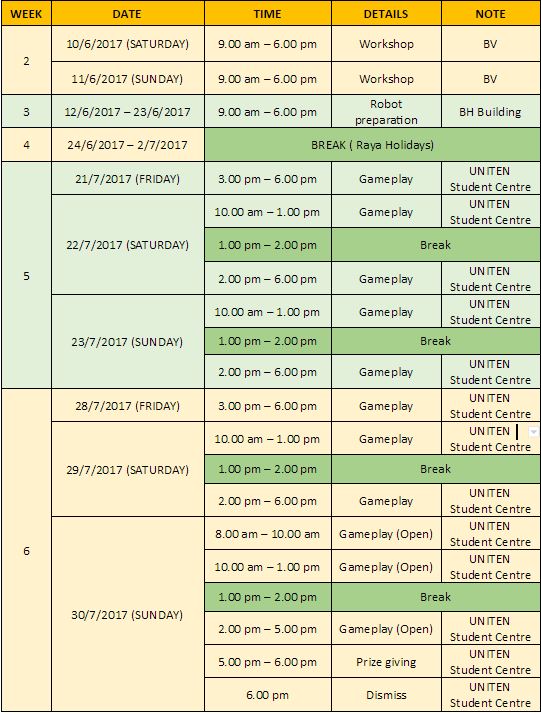 WEEK DATE TIME DETAILS NOTE
2 10/6/2017 (SATURDAY) 9.00 am – 6.00 pm Workshop BV
11/6/2017 (SUNDAY) 9.00 am – 6.00 pm Workshop BV
3 12/6/2017 – 23/6/2017 9.00 am – 6.00 pm Robot
preparation BH Building
4 24/6/2017 – 2/7/2017 BREAK ( Raya Holidays)
5 21/7/2017 (FRIDAY) 3.00 pm – 6.00 pm Gameplay UNITEN
Student Centre
22/7/2017 (SATURDAY) 10.00 am – 1.00 pm Gameplay UNITEN
Student Centre
1.00 pm – 2.00 pm Break
2.00 pm – 6.00 pm Gameplay UNITEN
Student Centre
23/7/2017 (SUNDAY) 10.00 am – 1.00 pm Gameplay UNITEN
Student Centre
1.00 pm – 2.00 pm Break
2.00 pm – 6.00 pm Gameplay UNITEN
Student Centre
6 28/7/2017 (FRIDAY) 3.00 pm – 6.00 pm Gameplay UNITEN
Student Centre
29/7/2017 (SATURDAY) 10.00 am – 1.00 pm Gameplay UNITEN
Student Centre
1.00 pm – 2.00 pm Break
2.00 pm – 6.00 pm Gameplay UNITEN
Student Centre
30/7/2017 (SUNDAY) 8.00 am – 10.00 am Gameplay (Open) UNITEN
Student Centre
10.00 am – 1.00 pm Gameplay (Open) UNITEN
Student Centre
1.00 pm – 2.00 pm Break
2.00 pm – 5.00 pm Gameplay (Open) UNITEN
Student Centre
5.00 pm – 6.00 pm Prize giving UNITEN
Student Centre
6.00 pm Dismiss UNITEN
Student Centre